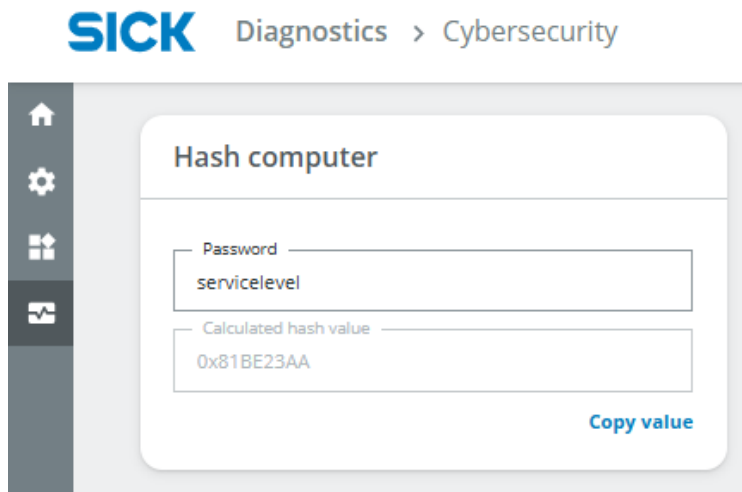 SICK Diagnostics > Cybersecurity
Hash computer
Password
servicelevel
Calculated hash value
0x81BE23AA
Copy value